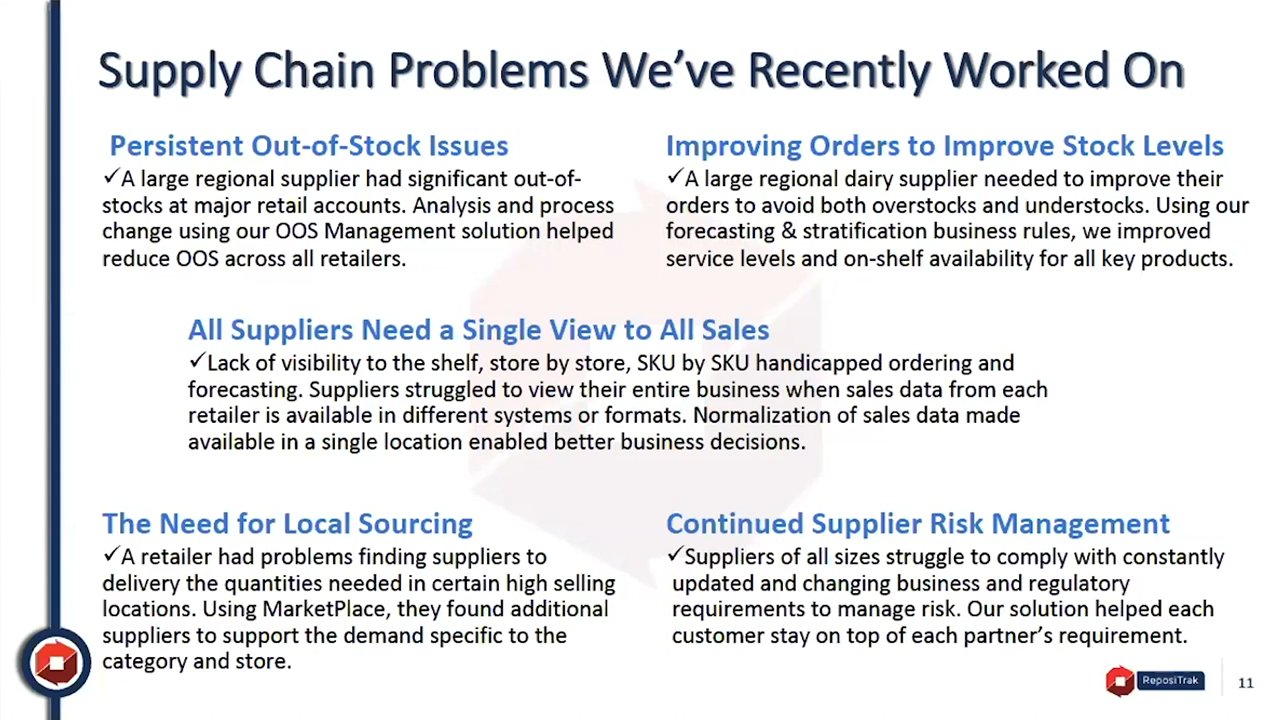 Supply Chain Problems We've Recently Worked On
Persistent Out-of-Stock Issues
✓A large regional supplier had significant out-of-
stocks at major retail accounts. Analysis and process
change using our OOS Management solution helped
reduce OOS across all retailers.
Improving Orders to Improve Stock Levels
✓A large regional dairy supplier needed to improve their
orders to avoid both overstocks and understocks. Using our
forecasting & stratification business rules, we improved
service levels and on-shelf availability for all key products.
All Suppliers Need a Single View to All Sales
✓Lack of visibility to the shelf, store by store, SKU by SKU handicapped ordering and
forecasting. Suppliers struggled to view their entire business when sales data from each
retailer is available in different systems or formats. Normalization of sales data made
available in a single location enabled better business decisions.
The Need for Local Sourcing
✓A retailer had problems finding suppliers to
delivery the quantities needed in certain high selling
locations. Using MarketPlace, they found additional
suppliers to support the demand specific to the
category and store.
Continued Supplier Risk Management
✓Suppliers of all sizes struggle to comply with constantly
updated and changing business and regulatory
requirements to manage risk. Our solution helped each
customer stay on top of each partner's requirement.
ReposiTrak
11